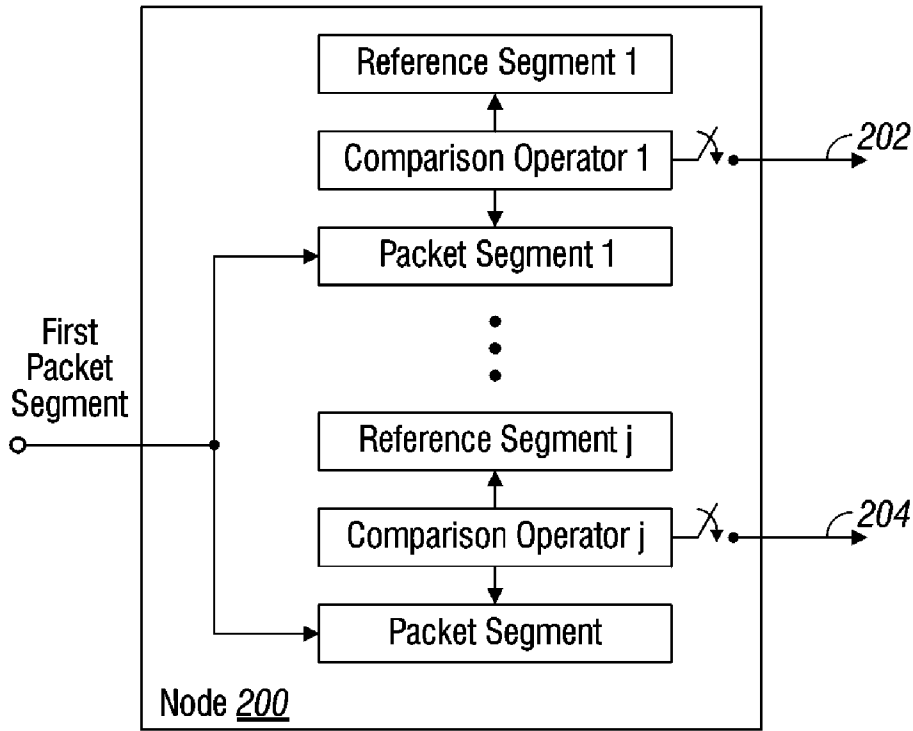 Reference Segment 1
Comparison Operator 1
202
Packet Segment 1
First
Packet
Segment
Reference Segment j
Comparison Operator j
204
Packet Segment
Node 200